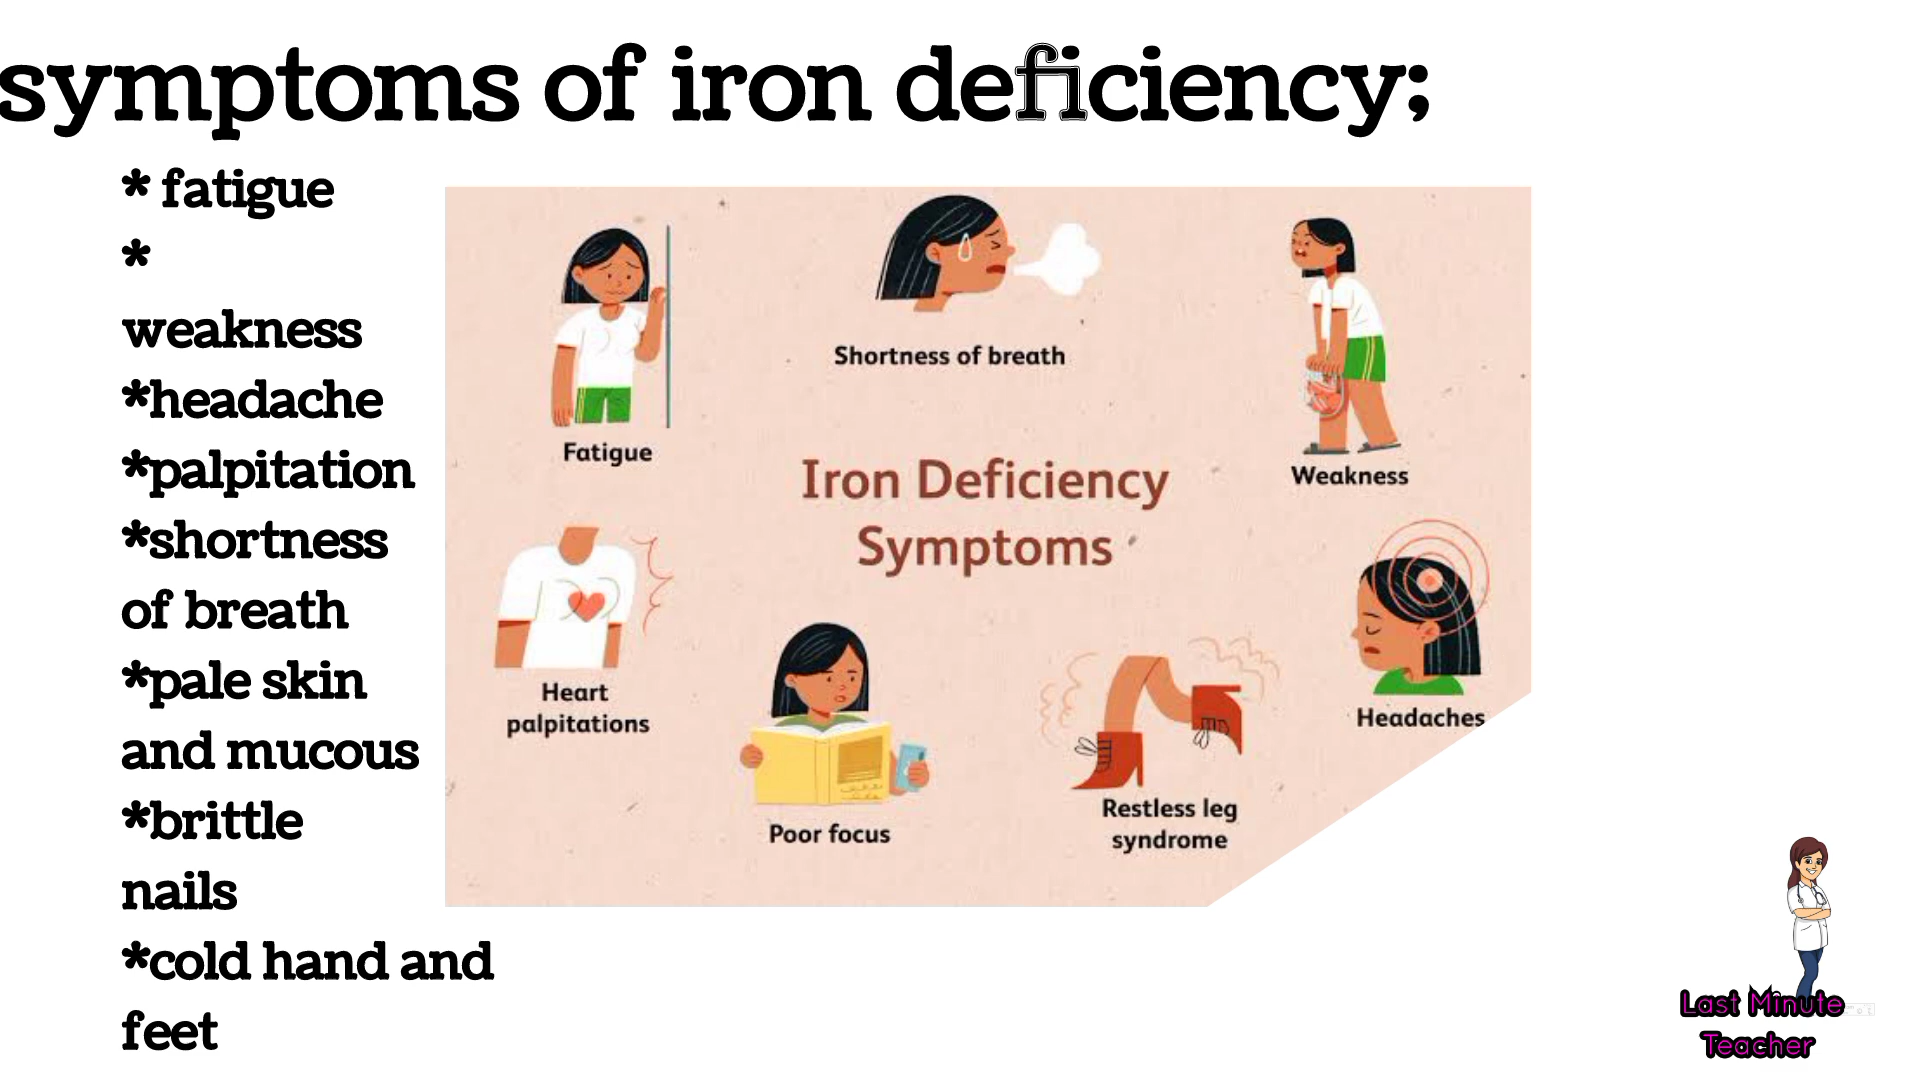 symptoms of iron deficiency;
* fatigue
*
weakness
*headache
*palpitation
*shortness
of breath
*pale skin
and mucous
*brittle
nails
*cold hand and
feet
Shortness of breath
Fatigue
Weakness
Iron Deficiency
Symptoms
Heart
palpitations
Headaches
Poor focus
Restless leg
syndrome
Last Minute
Teacher